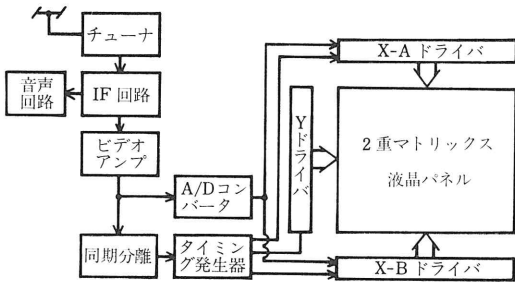 チューナ
X-A ドライバ
音声
回路
IF 回路
Yドライバ
2重マトリックス
液晶パネル
ビデオ
アンプ
A/Dコン
バータ
同期分離
タイミン
グ発生器
X-B ドライバ